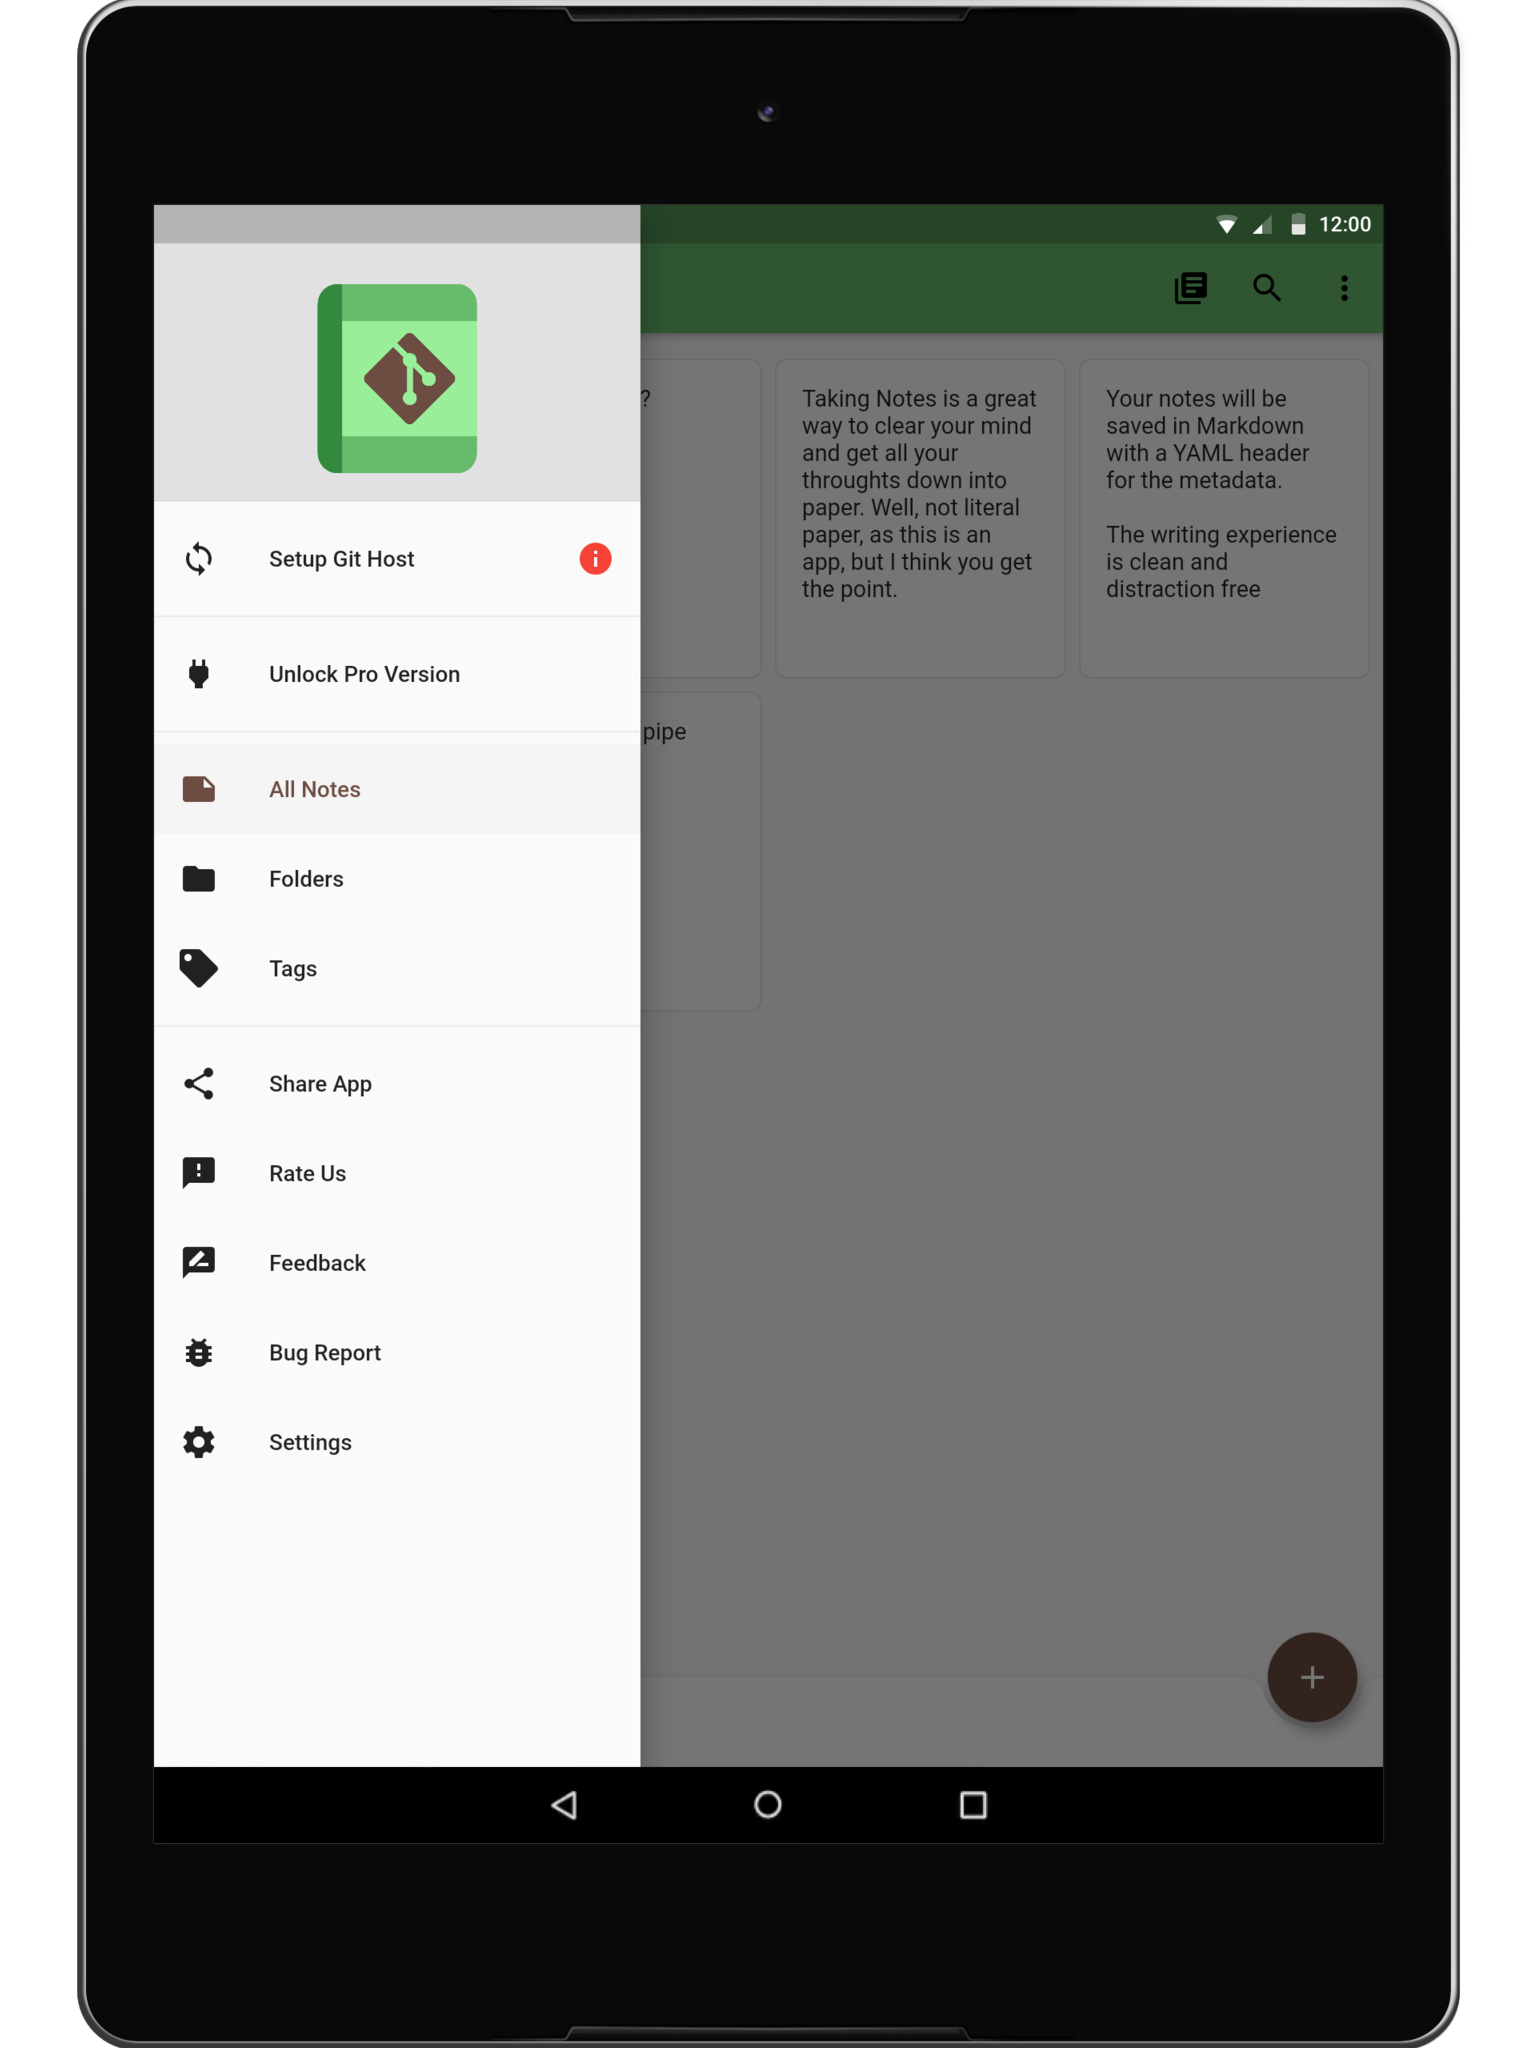 12:00
Setup Git Host
Unlock Pro Version
All Notes
Folders
Tags
Share App
Rate Us
Feedback
Bug Report
Settings
?
Taking Notes is a great
way to clear your mind
and get all your
throughts down into
paper. Well, not literal
paper, as this is an
app, but I think you get
the point.
Your notes will be
saved in Markdown
with a YAML header
for the metadata.
The writing experience
is clean and
distraction free
pipe